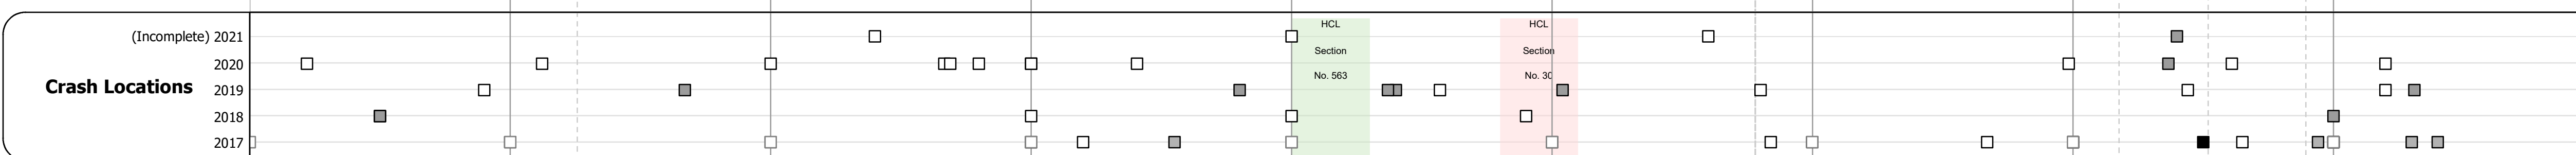 (Incomplete) 2021
2020
Crash Locations
2019
2018
2017
HCL
Section
No. 563
HCL
Section
No. 30